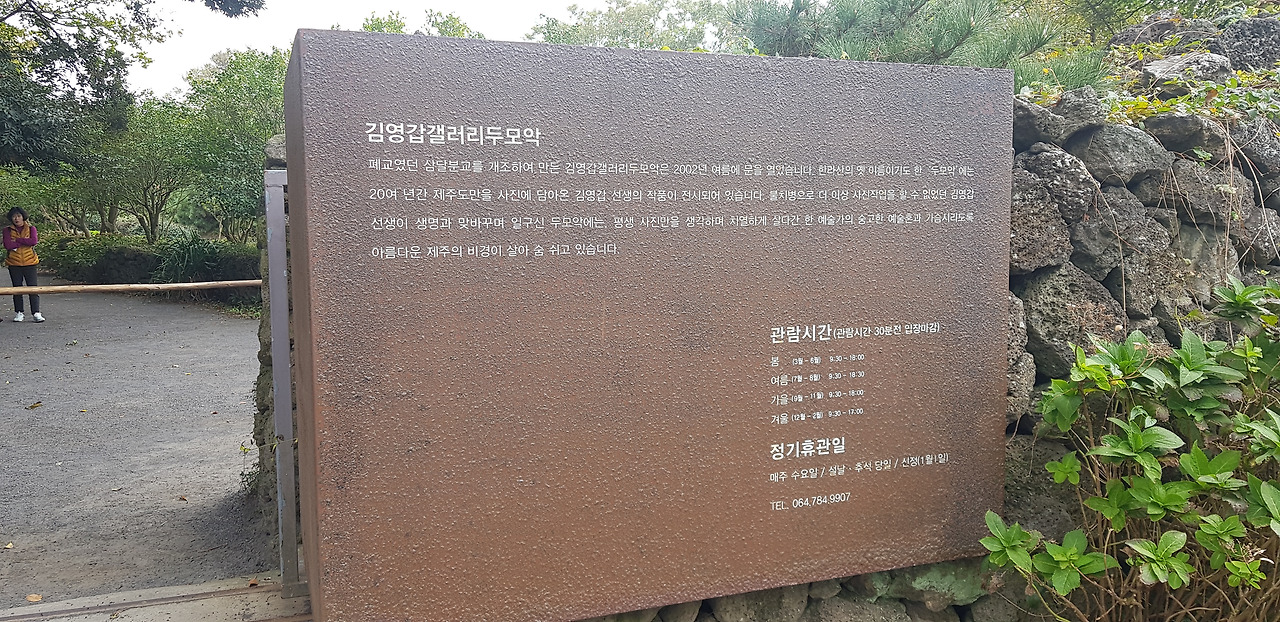 김영갑갤러리두모악
폐교였던 삼달분교를 개조하여 만든 김영갑갤러리두모악은 2002년 여름에 문을 열었습니다. 한라산의 옛 이름이기도 한 '두모악'에는
20여 년간 제주도만을 사진에 담아온 김영갑 선생의 작품이 전시되어 있습니다. 불치병으로 더 이상 사진작업을 할 수 없었던 김영갑
선생이 생명과 맞바꾸며 일구신 두모악에는, 평생 사진만을 생각하며 치열하게 살다간 한 예술가의 숭고한 예술혼과 가슴시리도록
아름다운 제주의 비경이 살아 숨 쉬고 있습니다.
관람시간 (관람시간 30분전 입장마감)
봄 (3월 - 6월) 9:30 - 18:00
여름 (7월 - 8월) 9:30 - 18:30
가을 (9월 - 11월) 9:30 - 18:00
겨울 (12월 - 2월) 9:30 - 17:00
정기휴관일
매주 수요일 / 설날 · 추석 당일 / 신정(1월1일)
TEL. 064.784.9907